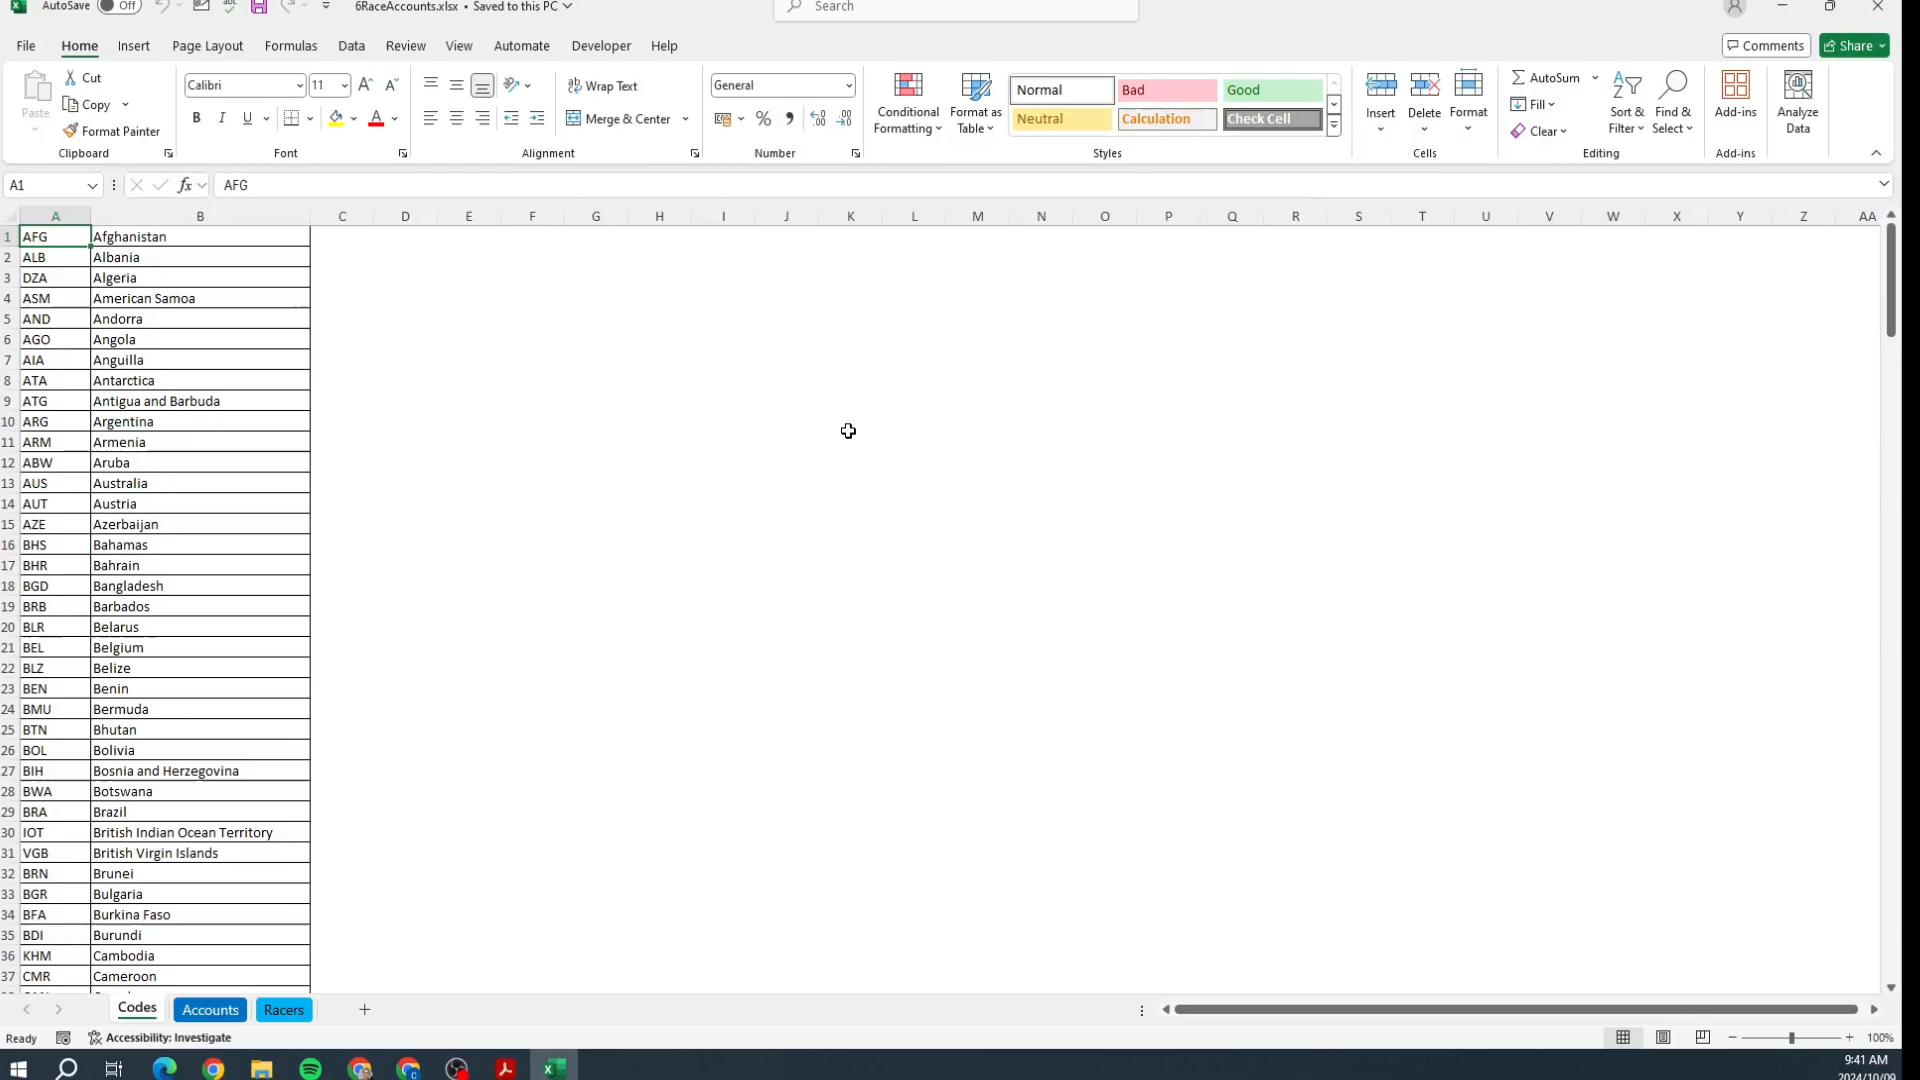 AutoSave Off 6RaceAccounts.xlsx • Saved to this PC Search
File Home Insert Page Layout Formulas Data Review View Automate Developer Help Comments Share
Paste Cut Copy Format Painter Clipboard
Calibri 11 B I U A Font
Wrap Text Merge & Center Alignment
General % Number
Conditional Formatting Format as Table Normal Bad Good Neutral Calculation Check Cell Styles
Insert Delete Format Cells
AutoSum Fill Clear Sort & Filter Find & Select Editing
Add-ins Add-ins
Analyze Data
A1 fx AFG
A B C D E F G H I J K L M N O P Q R S T U V W X Y Z AA
1 AFG Afghanistan
2 ALB Albania
3 DZA Algeria
4 ASM American Samoa
5 AND Andorra
6 AGO Angola
7 AIA Anguilla
8 ATA Antarctica
9 ATG Antigua and Barbuda
10 ARG Argentina
11 ARM Armenia
12 ABW Aruba
13 AUS Australia
14 AUT Austria
15 AZE Azerbaijan
16 BHS Bahamas
17 BHR Bahrain
18 BGD Bangladesh
19 BRB Barbados
20 BLR Belarus
21 BEL Belgium
22 BLZ Belize
23 BEN Benin
24 BMU Bermuda
25 BTN Bhutan
26 BOL Bolivia
27 BIH Bosnia and Herzegovina
28 BWA Botswana
29 BRA Brazil
30 IOT British Indian Ocean Territory
31 VGB British Virgin Islands
32 BRN Brunei
33 BGR Bulgaria
34 BFA Burkina Faso
35 BDI Burundi
36 KHM Cambodia
37 CMR Cameroon
Codes Accounts Racers
Ready Accessibility: Investigate 100%
9:41 AM
2024/10/09